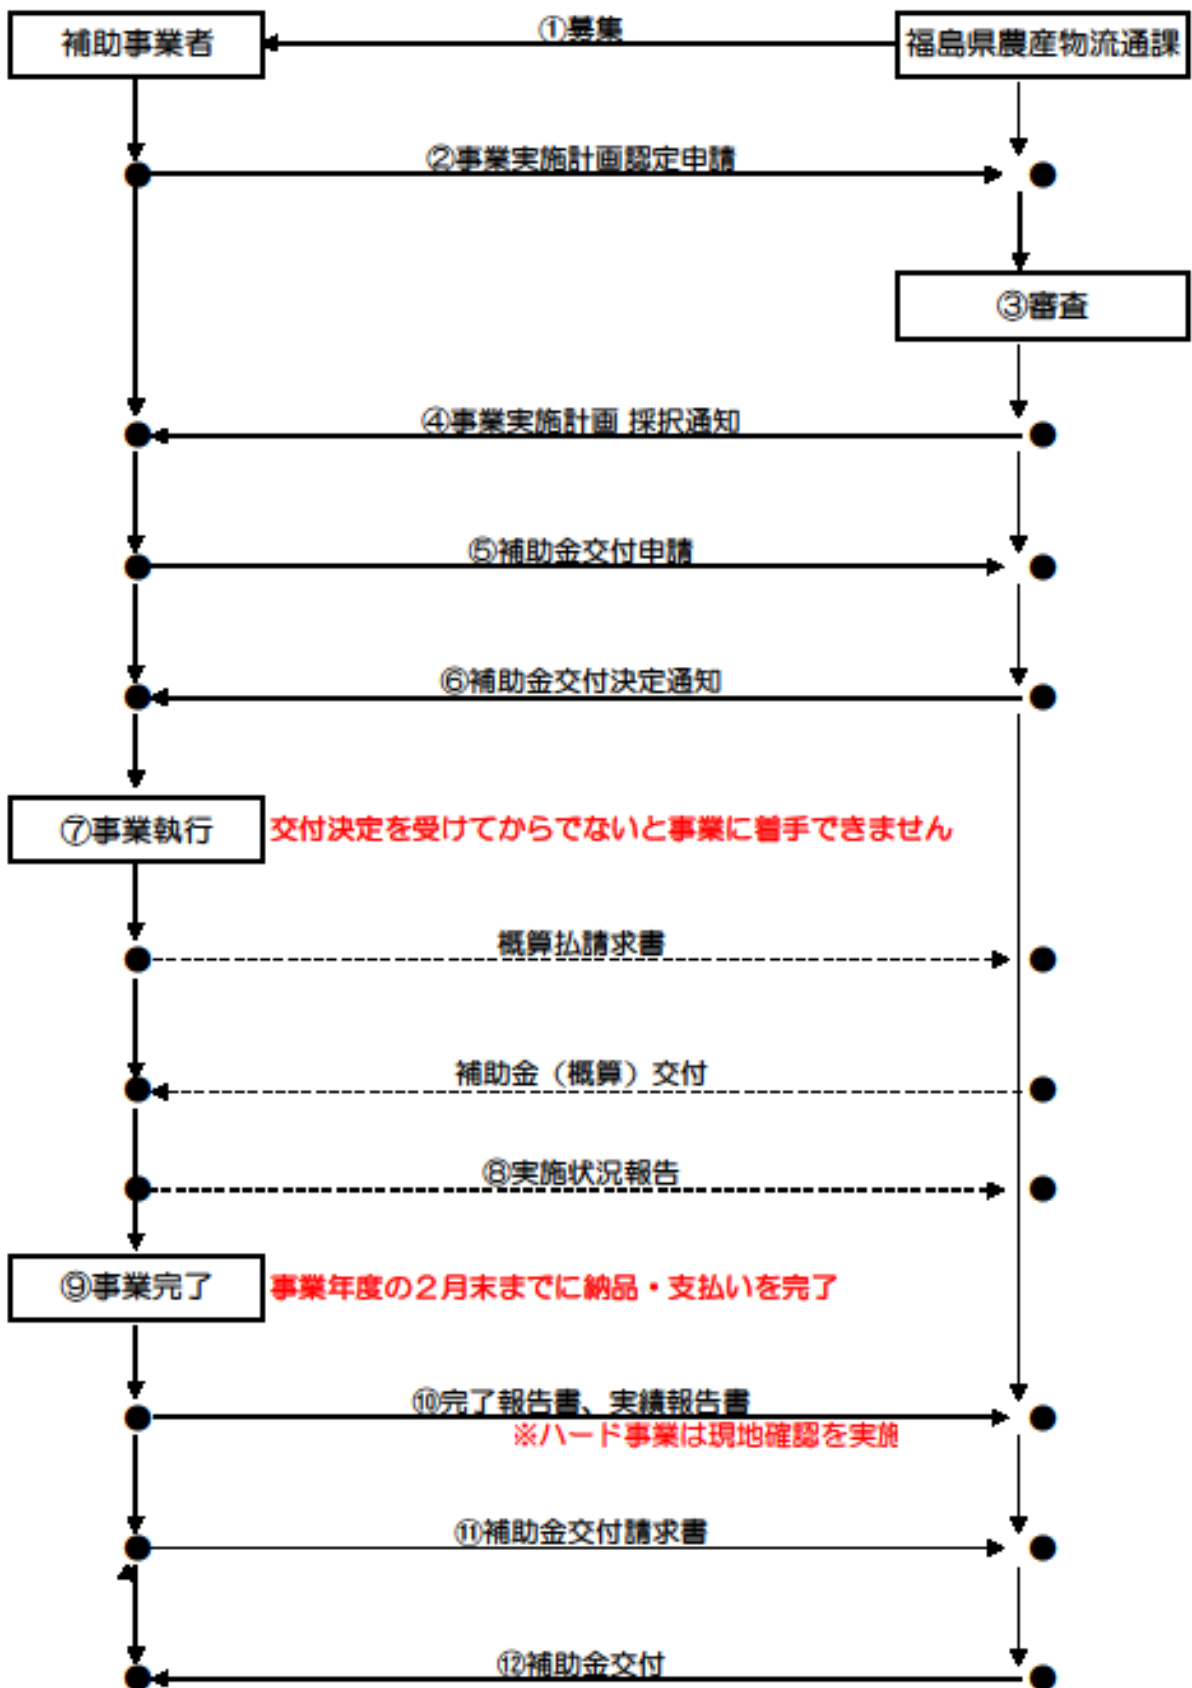 補助事業者
①募集
福島県農産物流通課
②事業実施計画認定申請
③審査
④事業実施計画 採択通知
⑤補助金交付申請
⑥補助金交付決定通知
⑦事業執行
交付決定を受けてからでないと事業に着手できません
概算払請求書
補助金（概算）交付
⑧実施状況報告
⑨事業完了
事業年度の２月末までに納品・支払いを完了
⑩完了報告書、実績報告書
※ハード事業は現地確認を実施
⑪補助金交付請求書
⑫補助金交付